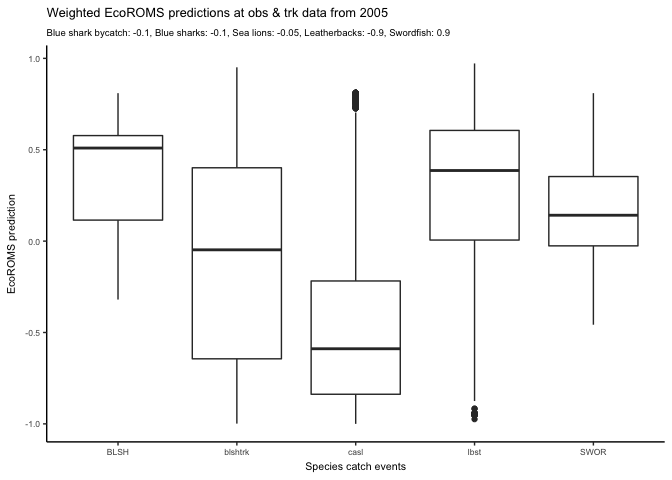 Weighted EcoROMS predictions at obs & trk data from 2005
Blue shark bycatch: -0.1, Blue sharks: -0.1, Sea lions: -0.05, Leatherbacks: -0.9, Swordfish: 0.9
EcoROMS prediction
1.0
0.5
0.0
-0.5
-1.0
BLSH blshtrk casl lbst SWOR
Species catch events